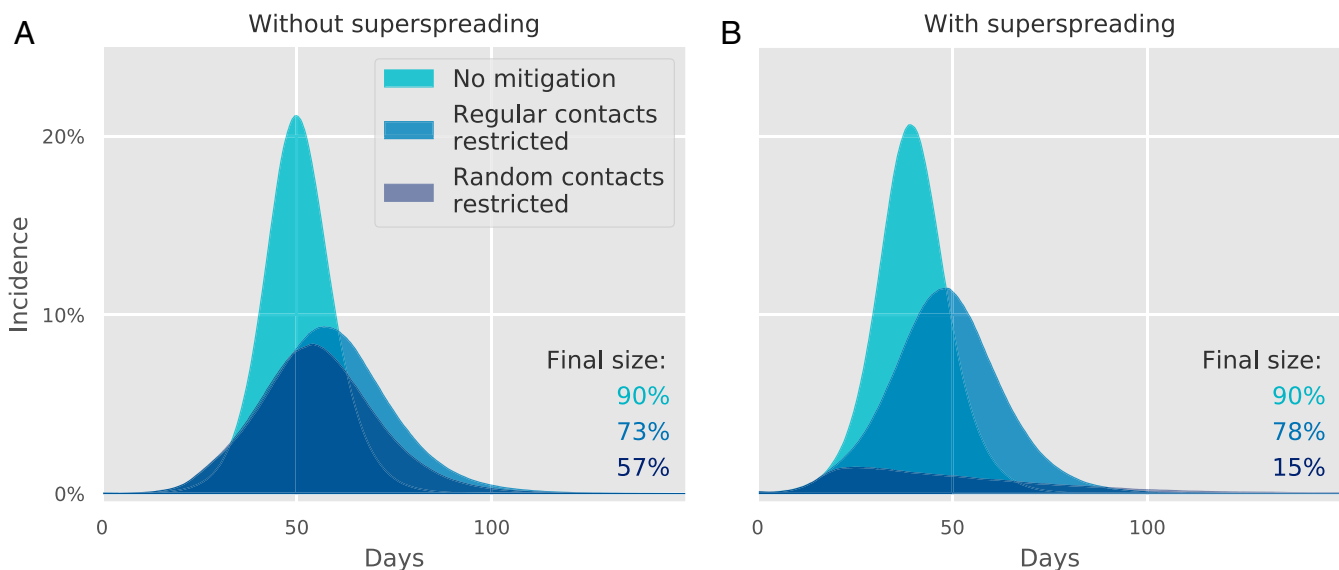 A
Without superspreading
No mitigation
Regular contacts
restricted
Random contacts
restricted
20%
10%
0%
Incidence
Final size:
90%
73%
57%
0
50
100
Days
B
With superspreading
Final size:
90%
78%
15%
0
50
100
Days